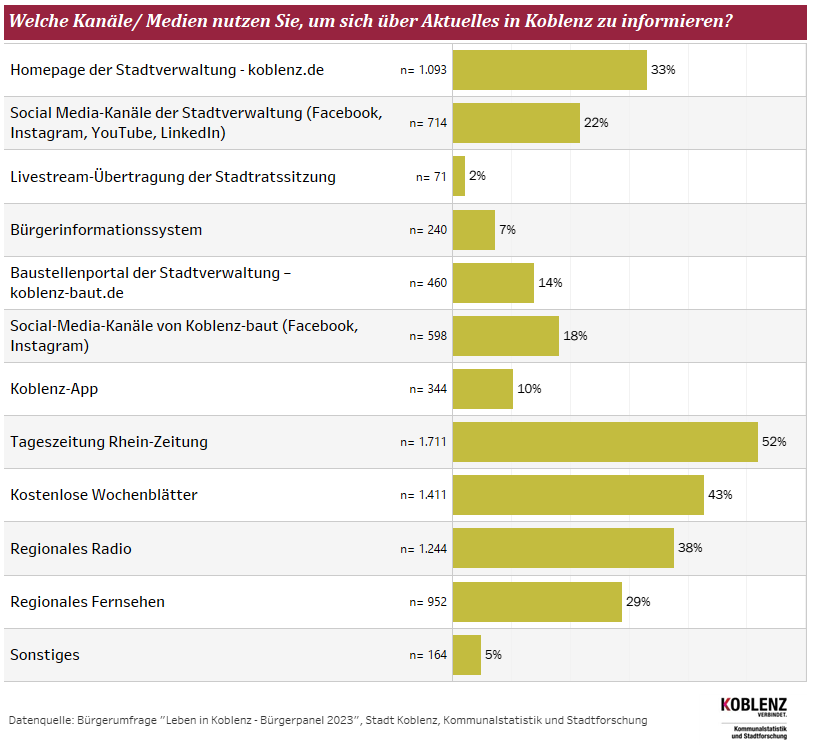 Welche Kanäle/ Medien nutzen Sie, um sich über Aktuelles in Koblenz zu informieren?
Homepage der Stadtverwaltung - koblenz.de n= 1.093 33%
Social Media-Kanäle der Stadtverwaltung (Facebook,
Instagram, YouTube, LinkedIn) n= 714 22%
Livestream-Übertragung der Stadtratssitzung n= 71 2%
Bürgerinformationssystem n= 240 7%
Baustellenportal der Stadtverwaltung –
koblenz-baut.de n= 460 14%
Social-Media-Kanäle von Koblenz-baut (Facebook,
Instagram) n= 598 18%
Koblenz-App n= 344 10%
Tageszeitung Rhein-Zeitung n= 1.711 52%
Kostenlose Wochenblätter n= 1.411 43%
Regionales Radio n= 1.244 38%
Regionales Fernsehen n= 952 29%
Sonstiges n= 164 5%
Datenquelle: Bürgerumfrage "Leben in Koblenz - Bürgerpanel 2023", Stadt Koblenz, Kommunalstatistik und Stadtforschung
KOBLENZ
VERBINDET.
Kommunalstatistik
und Stadtforschung